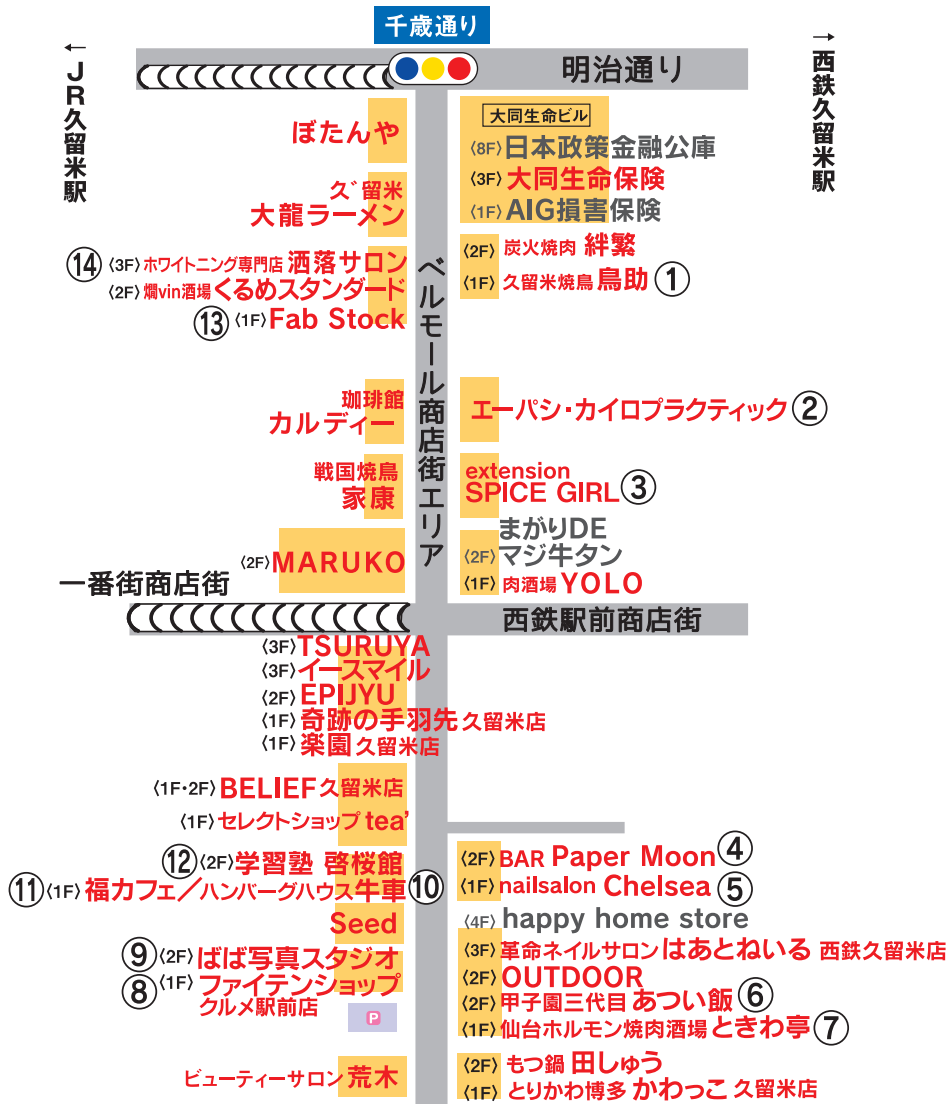 千歳通り
← JR久留米駅
→ 西鉄久留米駅
明治通り
ぼたんや
久留米
大龍ラーメン
⑭〈3F〉ホワイトニング専門店 洒落サロン
〈2F〉燗vin酒場 くるめスタンダード
⑬〈1F〉Fab Stock
珈琲館
カルディー
戦国焼鳥
家康
〈2F〉MARUKO
一番街商店街
ベルモール商店街エリア
大同生命ビル
〈8F〉日本政策金融公庫
〈3F〉大同生命保険
〈1F〉AIG損害保険
〈2F〉炭火焼肉 絆繁
〈1F〉久留米焼鳥 鳥助 ①
エーパシ・カイロプラクティック ②
extension
SPICE GIRL ③
まがりDE
〈2F〉マジ牛タン
〈1F〉肉酒場 YOLO
西鉄駅前商店街
〈3F〉TSURUYA
〈3F〉イースマイル
〈2F〉EPIJYU
〈1F〉奇跡の手羽先 久留米店
〈1F〉楽園 久留米店
〈1F・2F〉BELIEF 久留米店
〈1F〉セレクトショップ tea’
⑫〈2F〉学習塾 啓桜館
⑪〈1F〉福カフェ／ハンバーグハウス牛車 ⑩
Seed
⑨〈2F〉ばば写真スタジオ
⑧〈1F〉ファイテンショップ
クルメ駅前店
P
ビューティーサロン 荒木
〈2F〉BAR Paper Moon ④
〈1F〉nailsalon Chelsea ⑤
〈4F〉happy home store
〈3F〉革命ネイルサロン はあとねいる 西鉄久留米店
〈2F〉OUTDOOR
〈2F〉甲子園三代目 あつい飯 ⑥
〈1F〉仙台ホルモン焼肉酒場 ときわ亭 ⑦
〈2F〉もつ鍋 田しゅう
〈1F〉とりかわ博多 かわっこ 久留米店